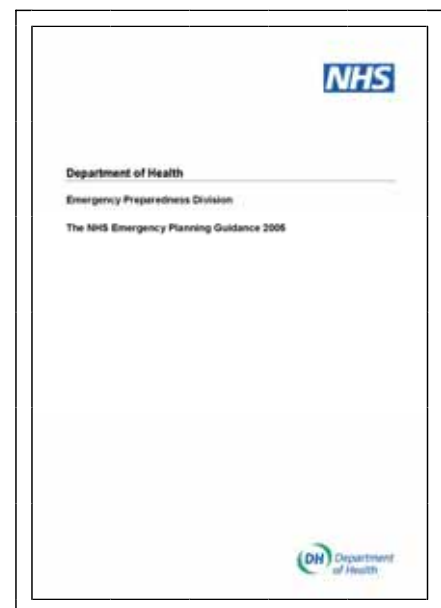 NHS
Department of Health
Emergency Preparedness Division
The NHS Emergency Planning Guidance 2005
DH Department
of Health